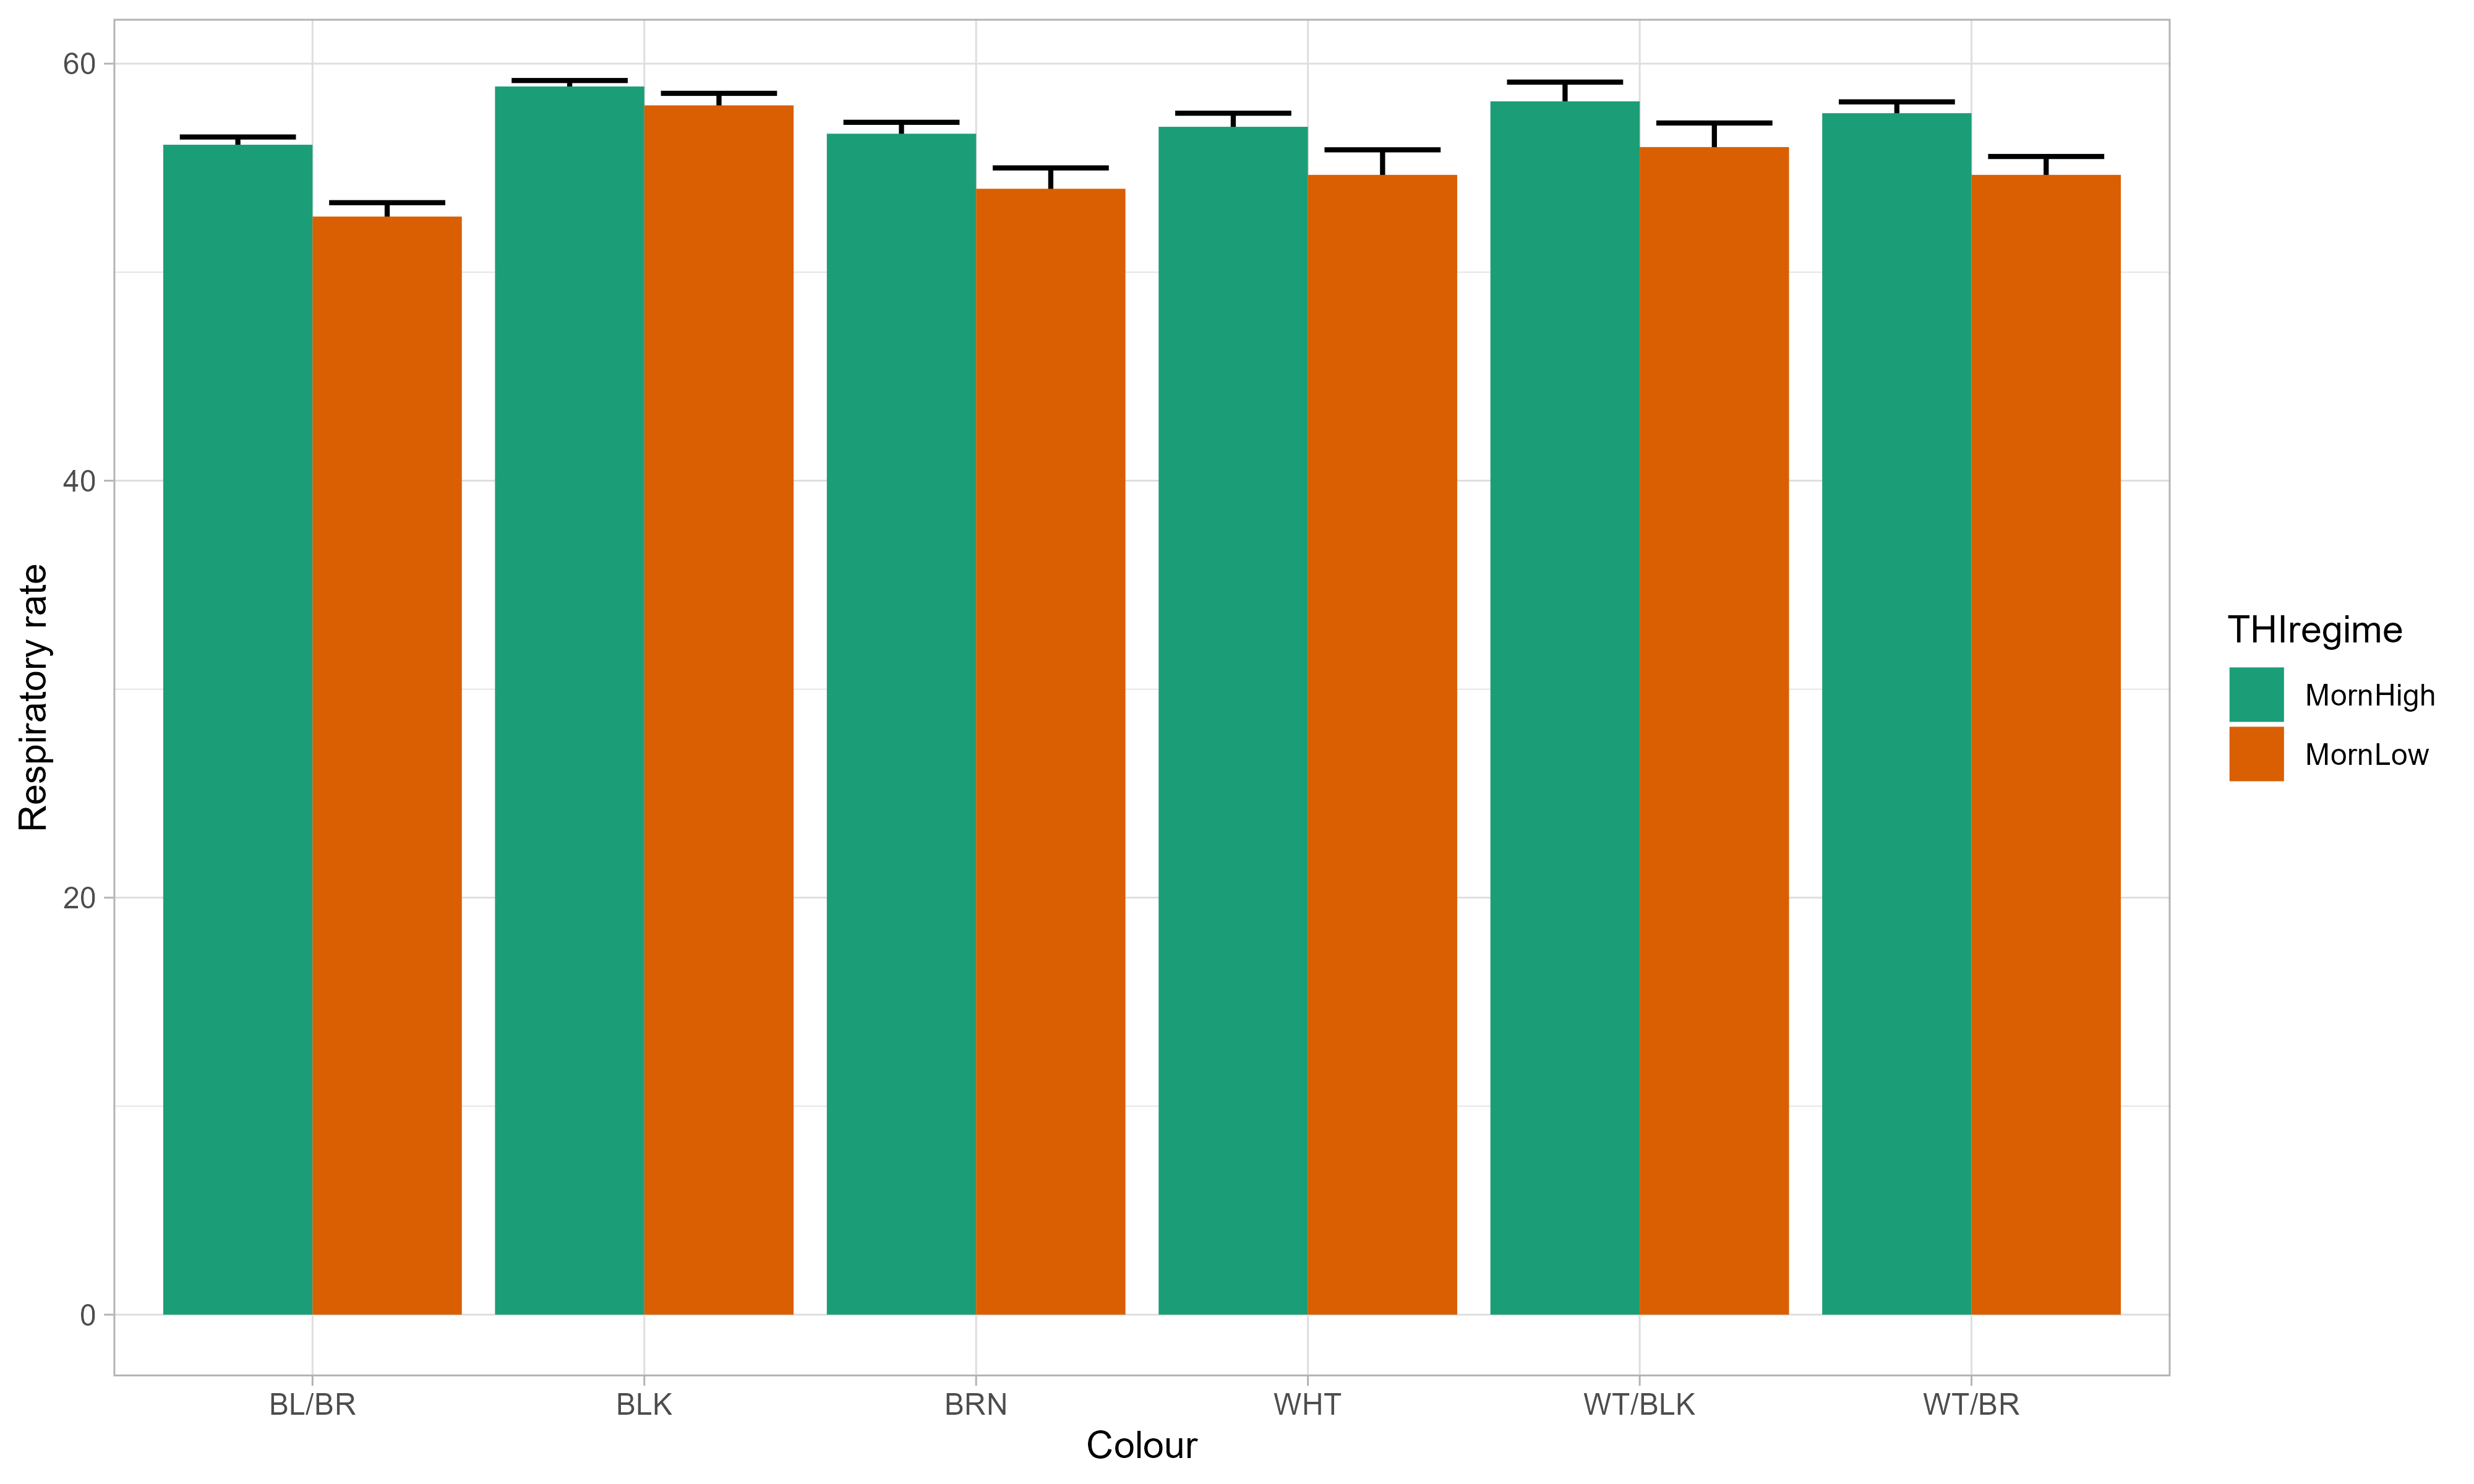 60
40
20
0
Respiratory rate
BL/BR
BLK
BRN
WHT
WT/BLK
WT/BR
Colour
THIregime
MornHigh
MornLow